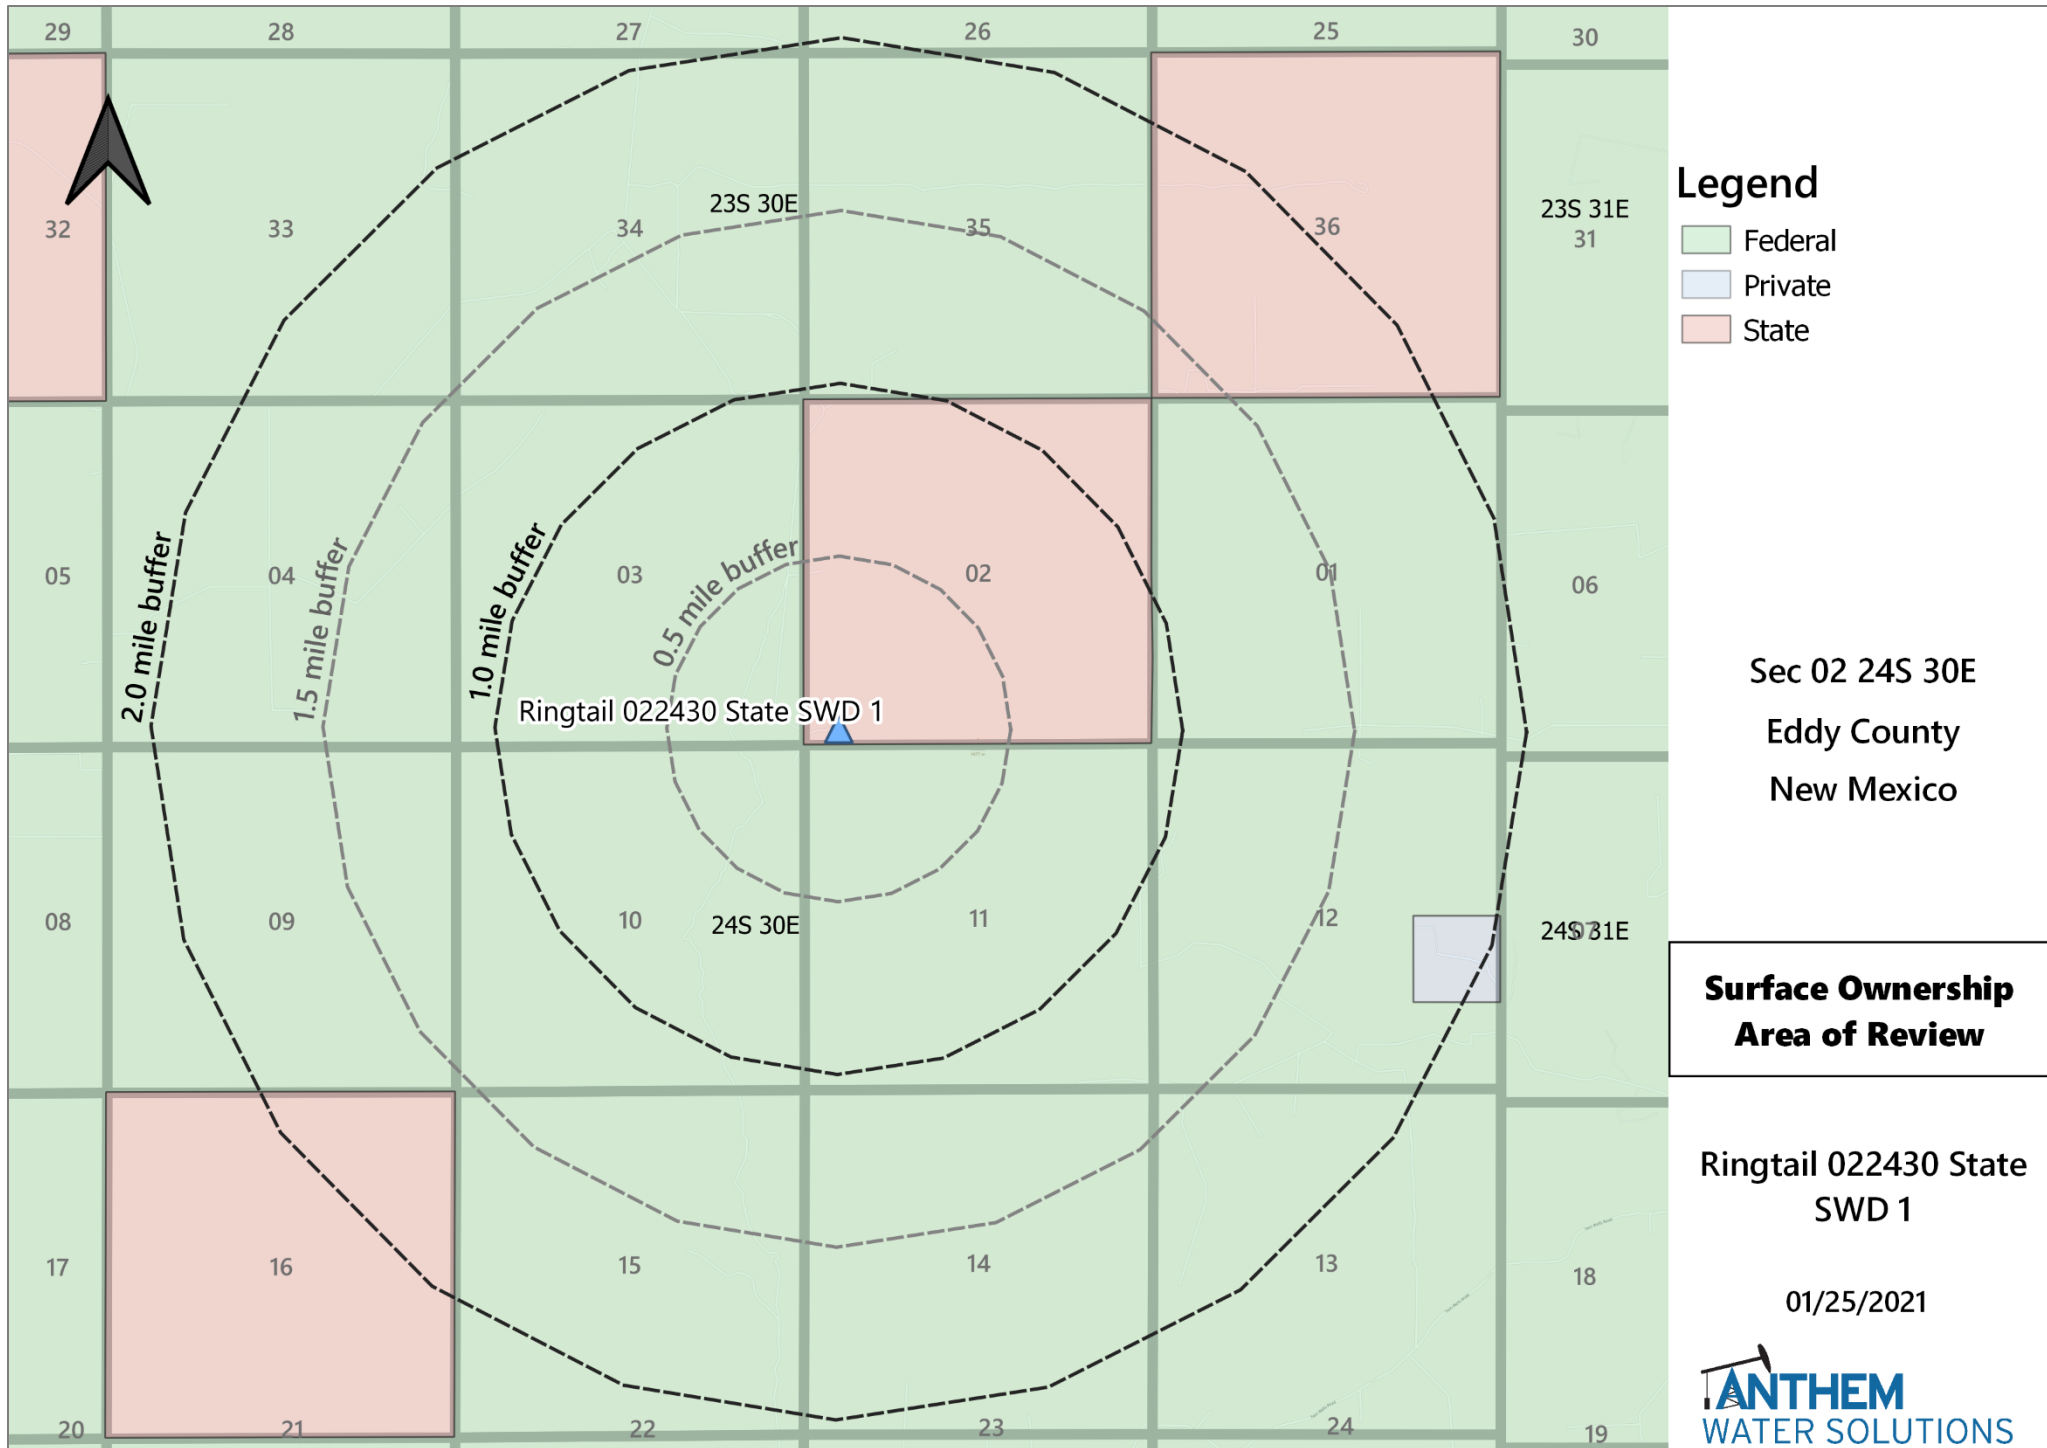 29
28
27
26
25
30
32
33
34
23S 30E
35
36
23S 31E
31
05
04
03
02
01
06
2.0 mile buffer
1.5 mile buffer
1.0 mile buffer
0.5 mile buffer
Ringtail 022430 State SWD 1
08
09
10
24S 30E
11
12
24S 31E
07
17
16
15
14
13
18
20
21
22
23
24
19
Legend
Federal
Private
State
Sec 02 24S 30E
Eddy County
New Mexico
Surface Ownership
Area of Review
Ringtail 022430 State
SWD 1
01/25/2021
ANTHEM
WATER SOLUTIONS